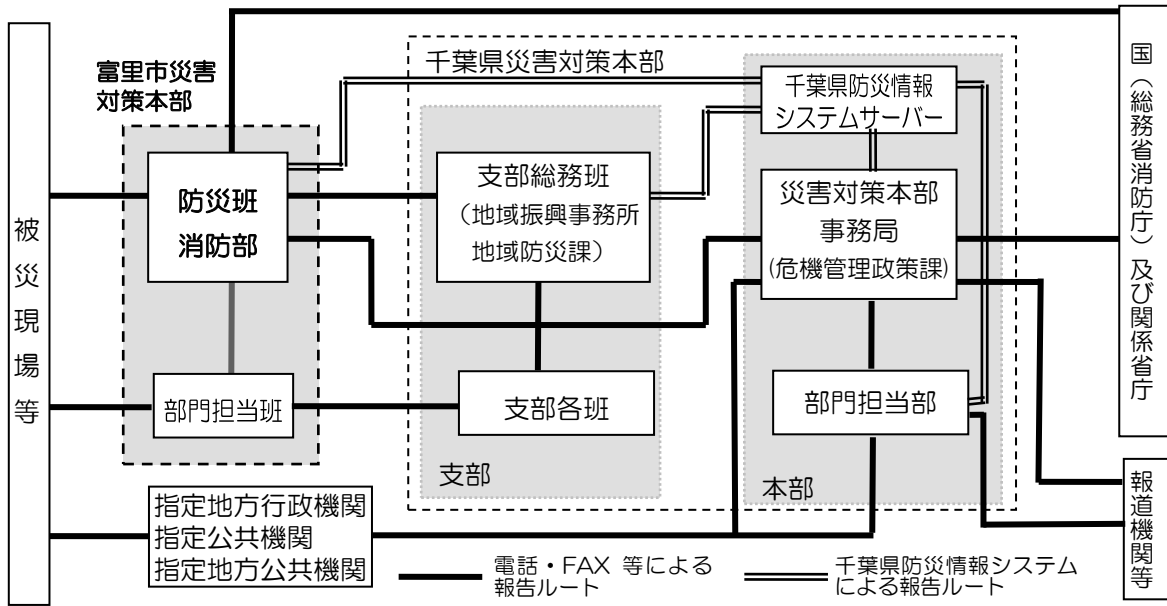 被災現場等
富里市災害
対策本部
防災班
消防部
部門担当班
指定地方行政機関
指定公共機関
指定地方公共機関
千葉県災害対策本部
支部総務班
（地域振興事務所
地域防災課）
支部各班
支部
千葉県防災情報
システムサーバー
災害対策本部
事務局
(危機管理政策課)
部門担当部
本部
国（総務省消防庁）及び関係省庁
報道機関等
電話・FAX 等による
報告ルート
千葉県防災情報システム
による報告ルート